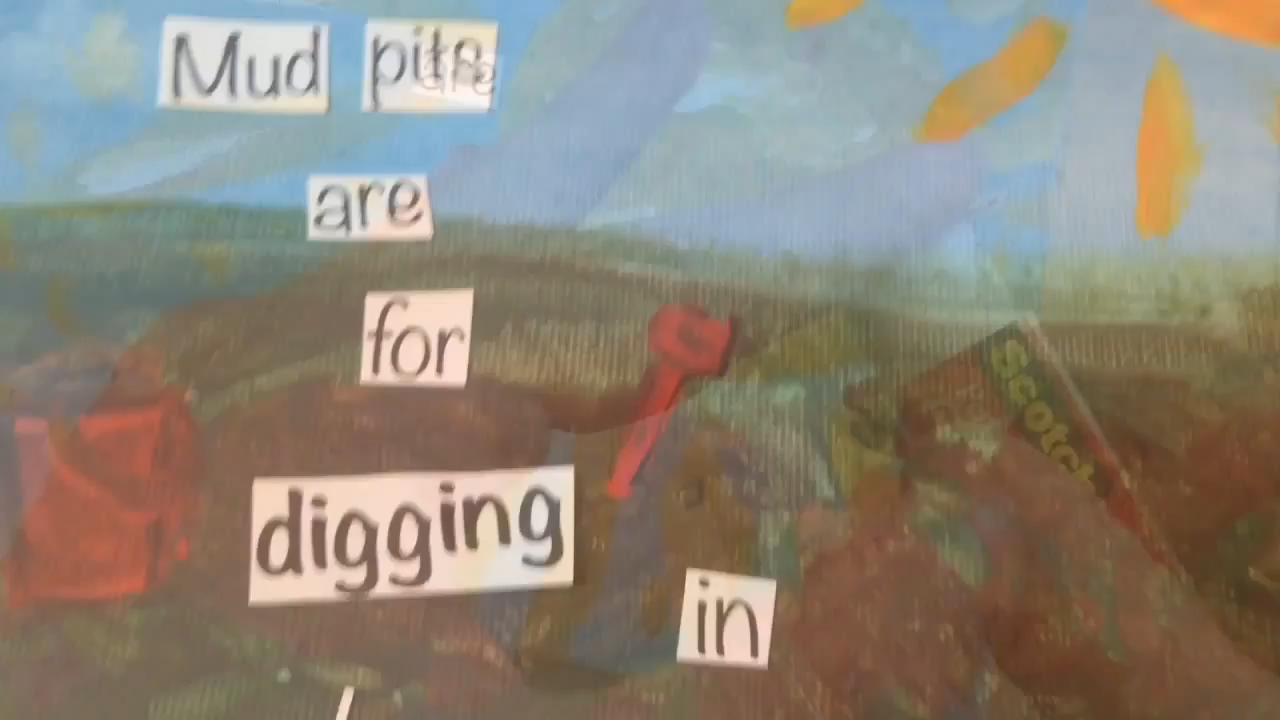 Mud pits
are
for
digging
in
Scotch